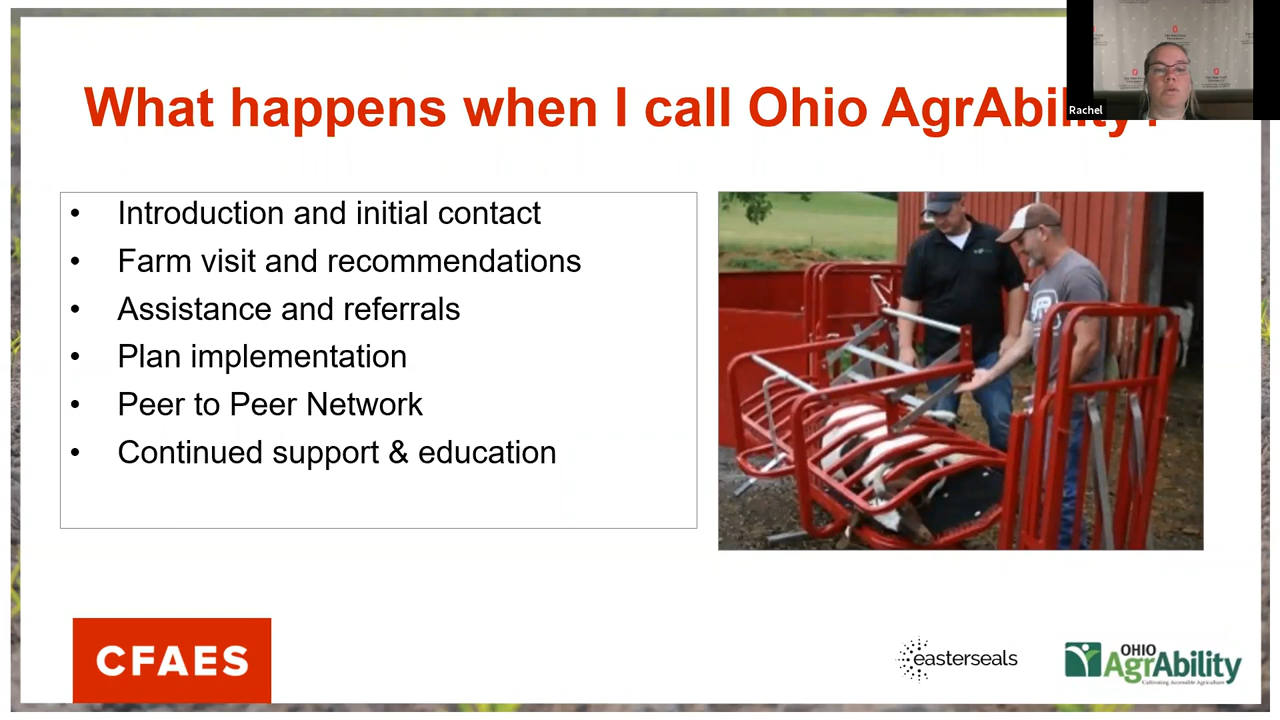 What happens when I call Ohio AgrAbility?
Rachel
• Introduction and initial contact
• Farm visit and recommendations
• Assistance and referrals
• Plan implementation
• Peer to Peer Network
• Continued support & education
CFAES
easterseals
OHIO
AgrAbility
Cultivating Accessible Agriculture